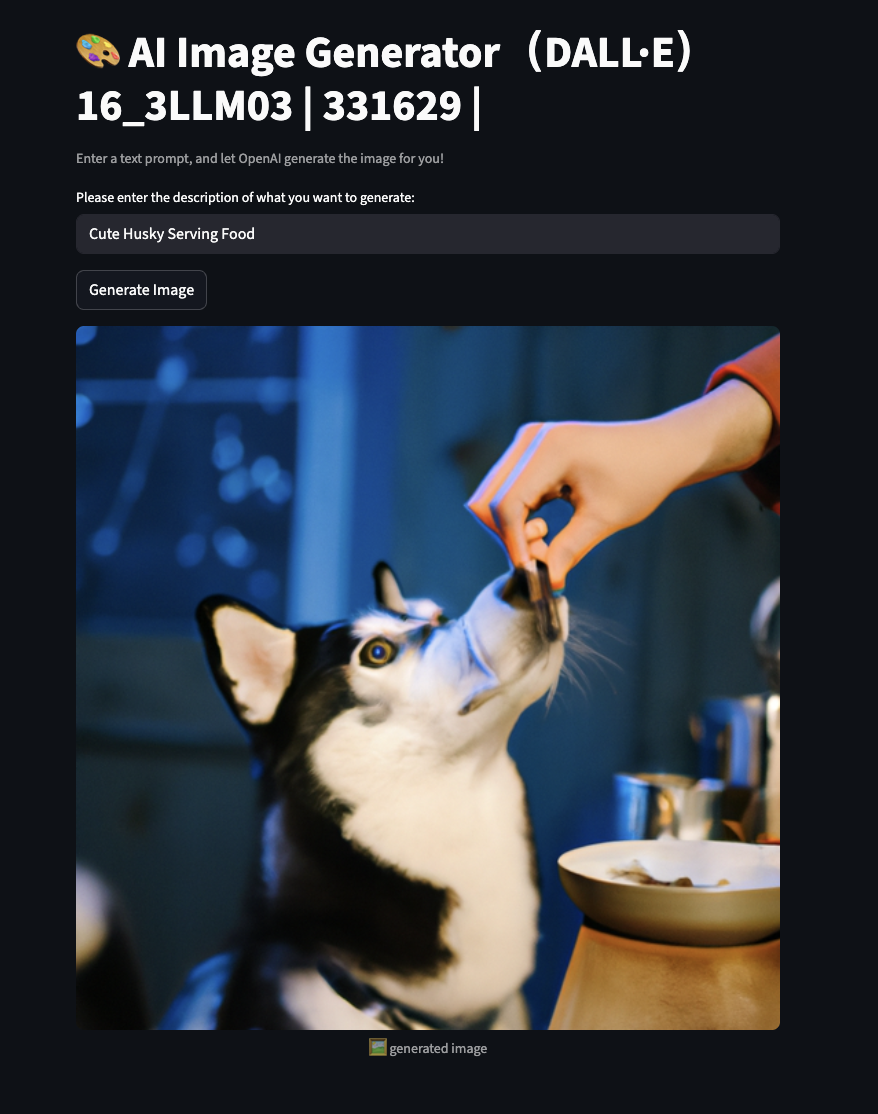 🎨 AI Image Generator（DALL·E）
16_3LLM03 | 331629 |
Enter a text prompt, and let OpenAI generate the image for you!
Please enter the description of what you want to generate:
Cute Husky Serving Food
Generate Image
🖼️ generated image